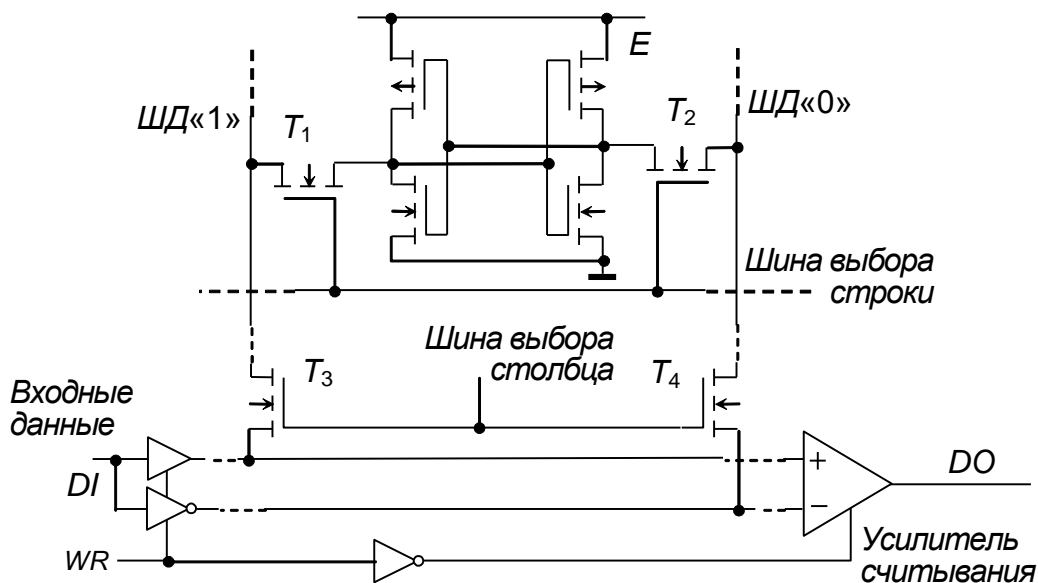 E
ШД«1»
T1
T2
ШД«0»
Шина выбора
строки
Шина выбора
столбца
T3
T4
Входные
данные
DI
+
−
DO
WR
Усилитель
считывания